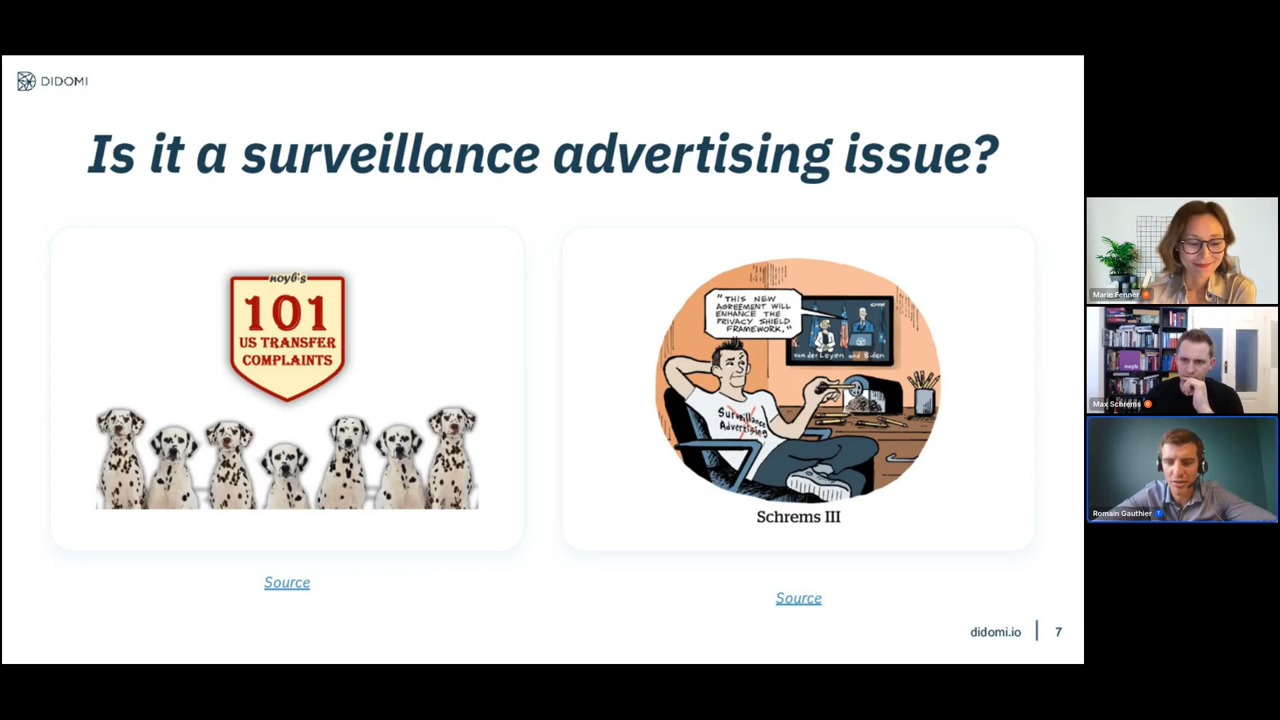 DIDOMI
Is it a surveillance advertising issue?
noyb's
101
US TRANSFER
COMPLAINTS
"THIS NEW
AGREEMENT WILL
ENHANCE THE
PRIVACY SHIELD
FRAMEWORK,"
von der Leyen and Biden
Surveillance
Advertising
Schrems III
Source
Source
didomi.io
7
Marie Fenner
noyb
Max Schrems
Romain Gauthier